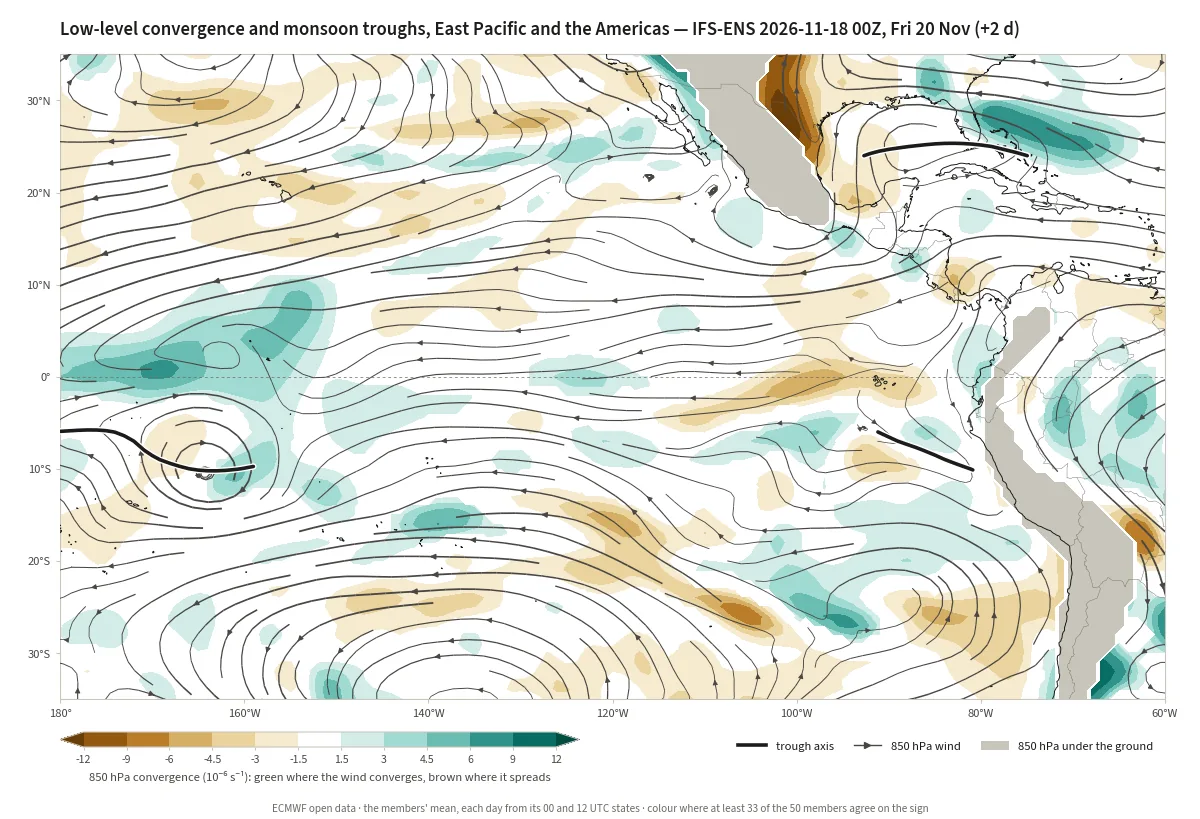 Low-level convergence and monsoon troughs, East Pacific and the Americas — IFS-ENS 2026-11-18 00Z, Fri 20 Nov (+2 d)
30°N
20°N
10°N
0°
10°S
20°S
30°S
180° 160°W 140°W 120°W 100°W 80°W 60°W
-12 -9 -6 -4.5 -3 -1.5 1.5 3 4.5 6 9 12
850 hPa convergence (10⁻⁶ s⁻¹): green where the wind converges, brown where it spreads
trough axis 850 hPa wind 850 hPa under the ground
ECMWF open data · the members' mean, each day from its 00 and 12 UTC states · colour where at least 33 of the 50 members agree on the sign